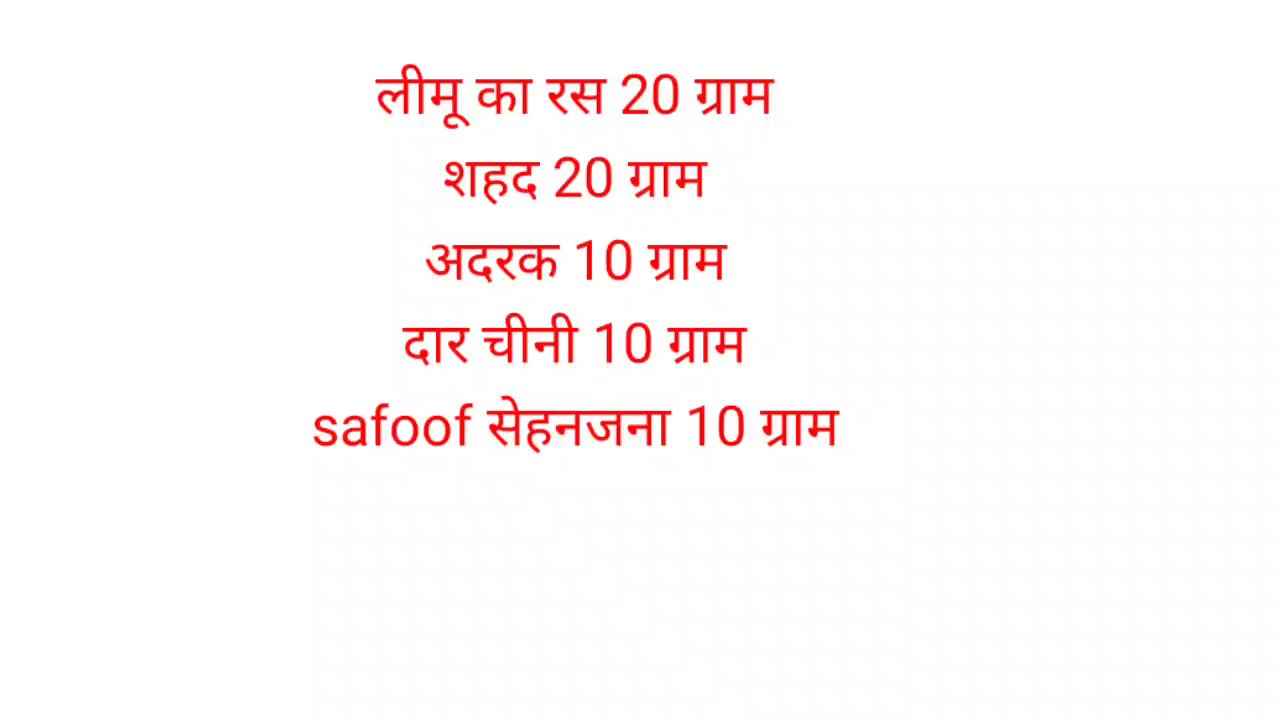 लीमू का रस 20 ग्राम
शहद 20 ग्राम
अदरक 10 ग्राम
दार चीनी 10 ग्राम
safoof सेहनजना 10 ग्राम